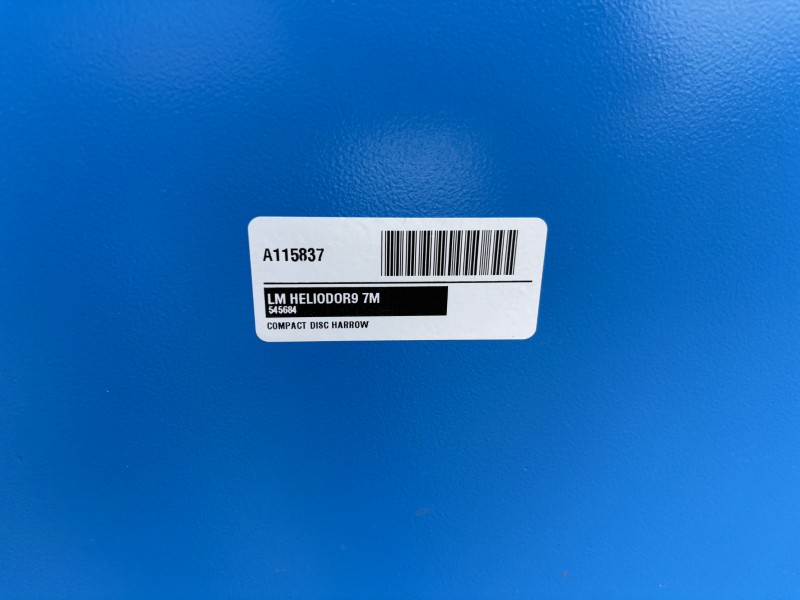 A115837
LM HELIODOR9 7M
545684
COMPACT DISC HARROW